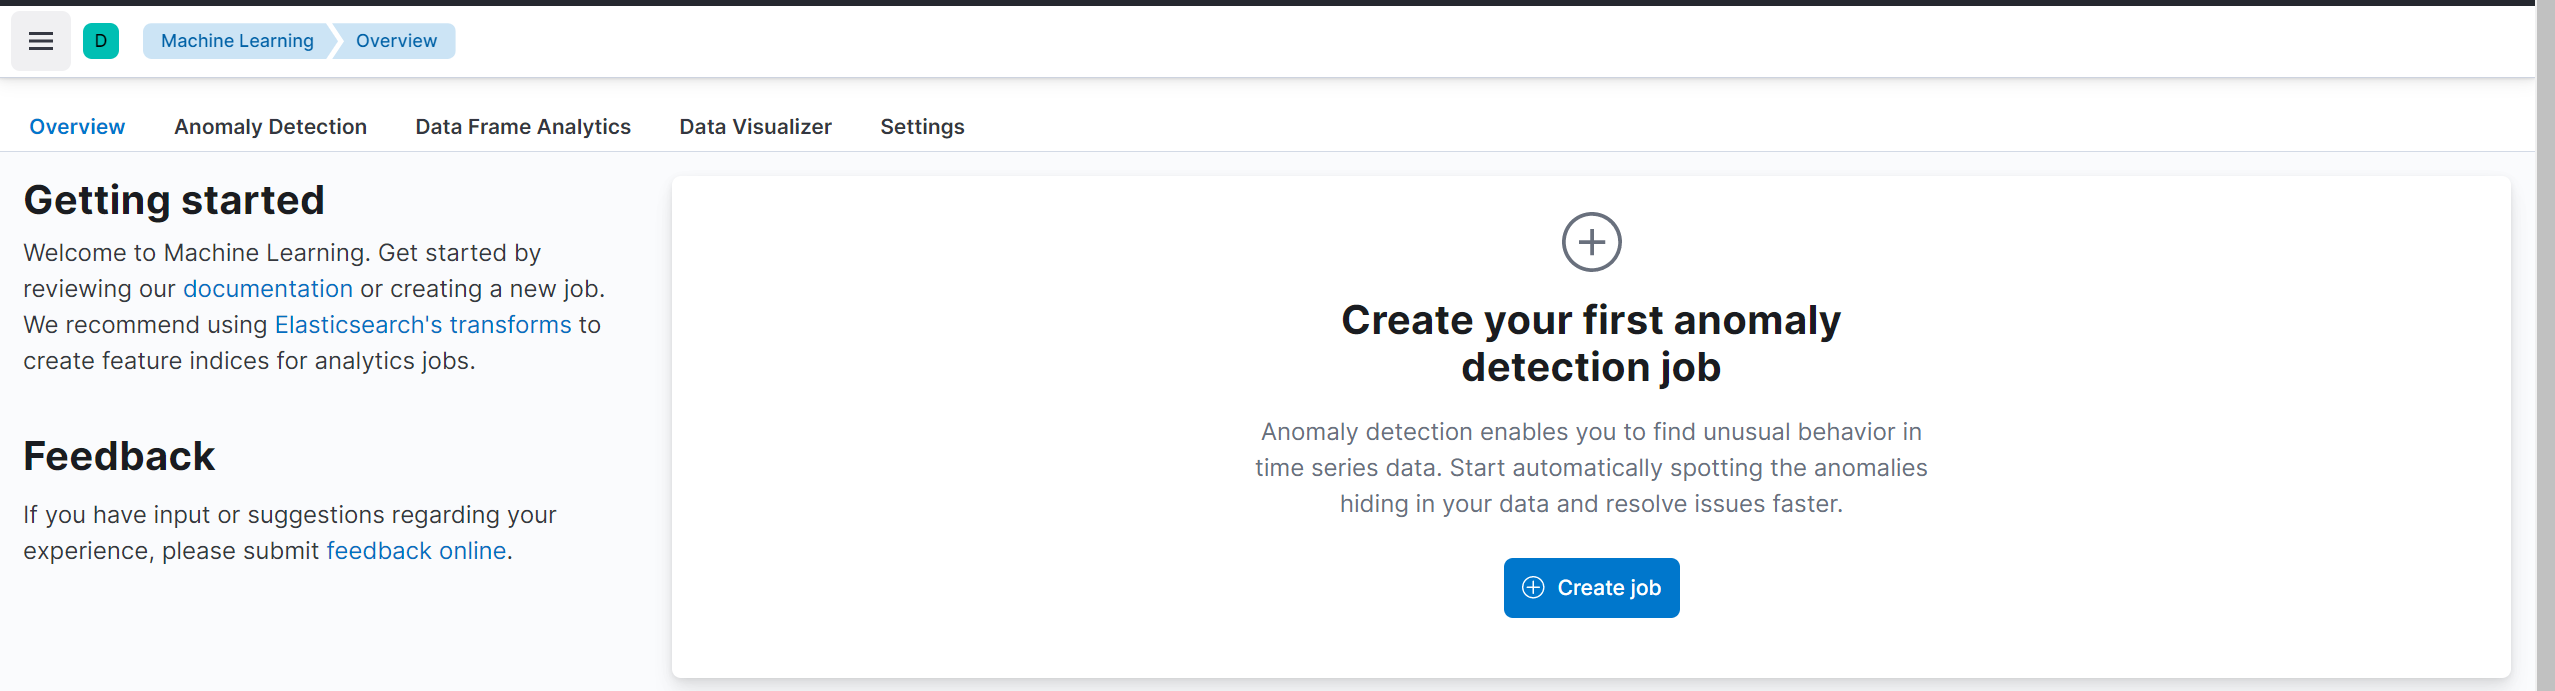 D Machine Learning Overview
Overview Anomaly Detection Data Frame Analytics Data Visualizer Settings
Getting started
Welcome to Machine Learning. Get started by
reviewing our documentation or creating a new job.
We recommend using Elasticsearch's transforms to
create feature indices for analytics jobs.
Feedback
If you have input or suggestions regarding your
experience, please submit feedback online.
Create your first anomaly
detection job
Anomaly detection enables you to find unusual behavior in
time series data. Start automatically spotting the anomalies
hiding in your data and resolve issues faster.
Create job